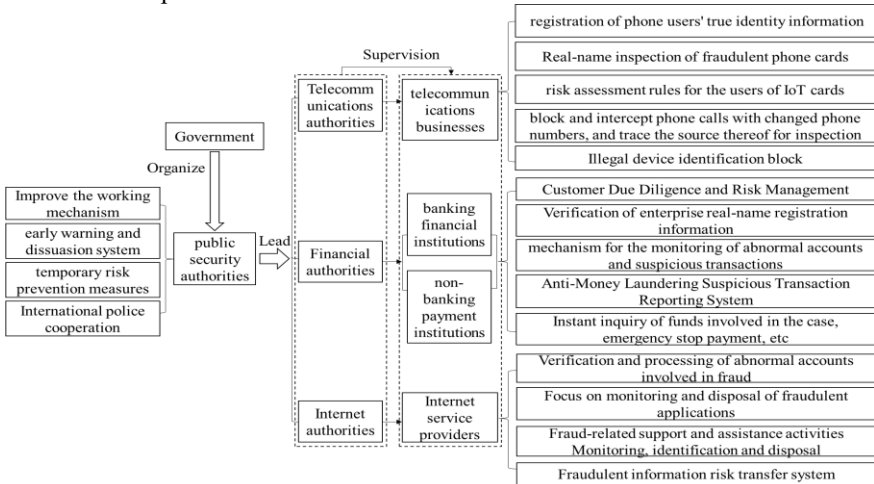 Government
Organize
Improve the working
mechanism
early warning and
dissuasion system
temporary risk
prevention measures
International police
cooperation
public
security
authorities
Lead
Supervision
Telecomm
unications
authorities
Financial
authorities
Internet
authorities
telecommun
ications
businesses
banking
financial
institutions
non-
banking
payment
institutions
Internet
service
providers
registration of phone users' true identity information
Real-name inspection of fraudulent phone cards
risk assessment rules for the users of IoT cards
block and intercept phone calls with changed phone
numbers, and trace the source thereof for inspection
Illegal device identification block
Customer Due Diligence and Risk Management
Verification of enterprise real-name registration
information
mechanism for the monitoring of abnormal accounts
and suspicious transactions
Anti-Money Laundering Suspicious Transaction
Reporting System
Instant inquiry of funds involved in the case,
emergency stop payment, etc
Verification and processing of abnormal accounts
involved in fraud
Focus on monitoring and disposal of fraudulent
applications
Fraud-related support and assistance activities
Monitoring, identification and disposal
Fraudulent information risk transfer system